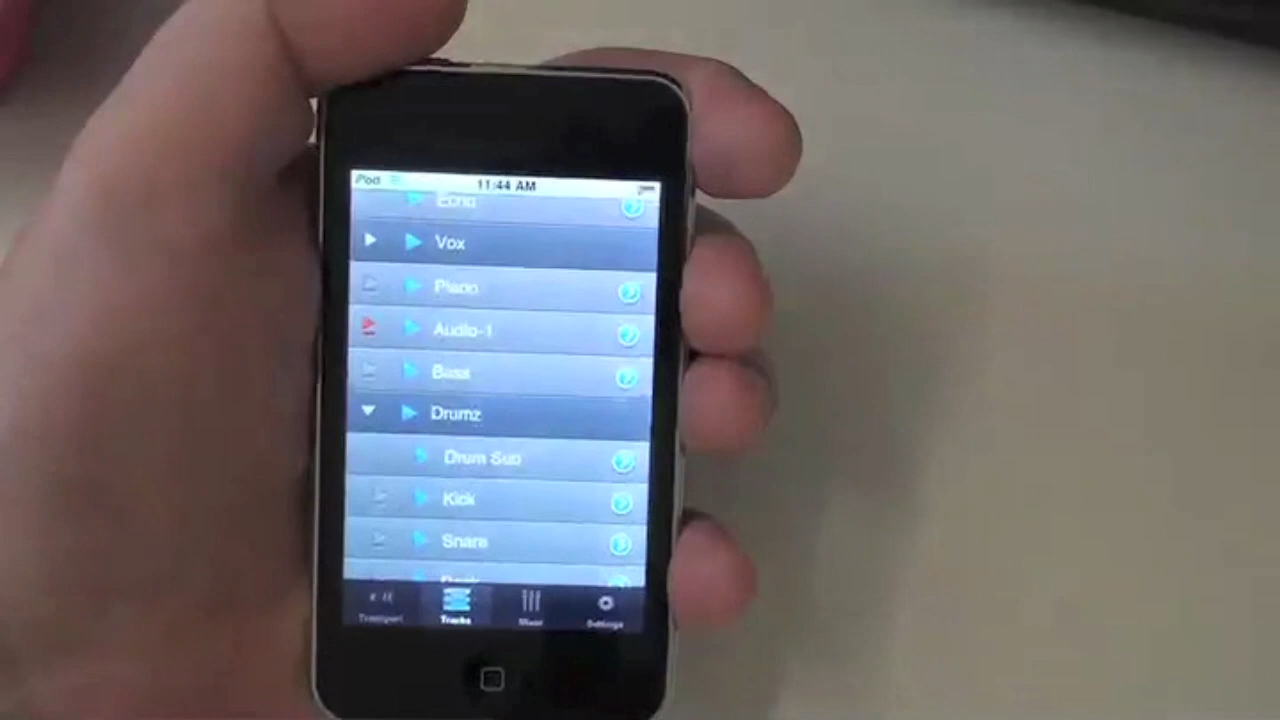 iPod 11:44 AM
Echo
Vox
Piano
Audio-1
Bass
Drumz
Drum Sub
Kick
Snare
Transport Tracks Mixer Settings